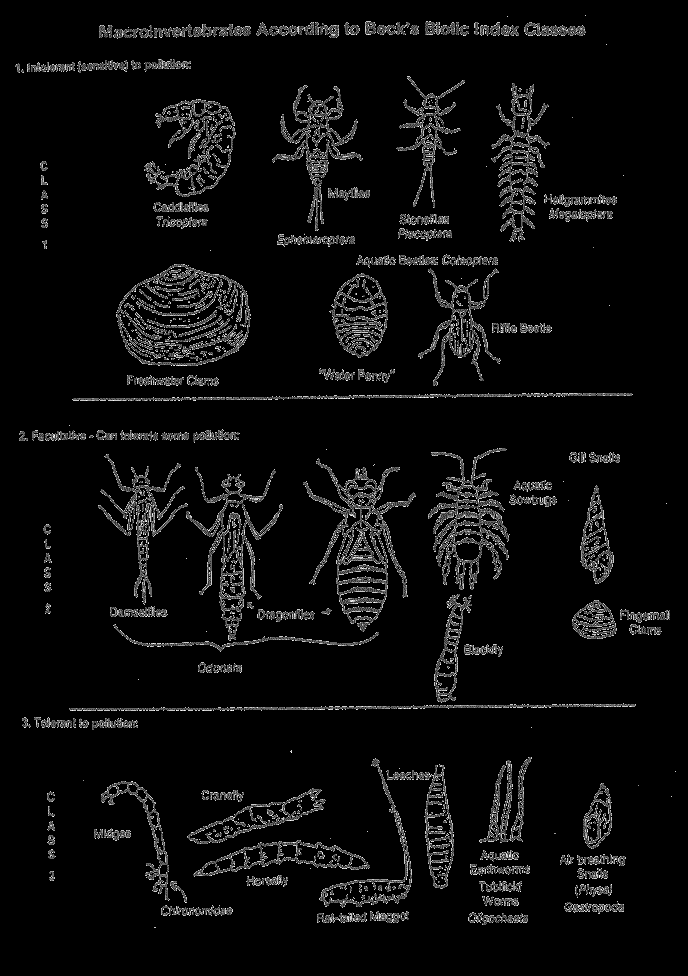 Macroinvertebrates According to Beck's Biotic Index Classes
1. Intolerant (sensitive) to pollution:
CLASS 1
Caddisflies
Tricoptera
Mayflies
Ephemeroptera
Stoneflies
Plecoptera
Hellgrammites
Megaloptera
Aquatic Beetles: Coleoptera
Freshwater Clams
"Water Penny"
Riffle Beetle
2. Facultative - Can tolerate some pollution:
CLASS 2
Damselflies
Dragonflies
Odonata
Aquatic
Sowbugs
Gill Snails
Fingernail
Clams
Blackfly
3. Tolerant to pollution:
CLASS
Midges
Chironomidae
Cranefly
Horsefly
Rat-tailed Maggot
Leeches
Aquatic
Earthworms
Tubificid
Worms
Oligochaeta
Air breathing
Snails
(Physa)
Gastropoda